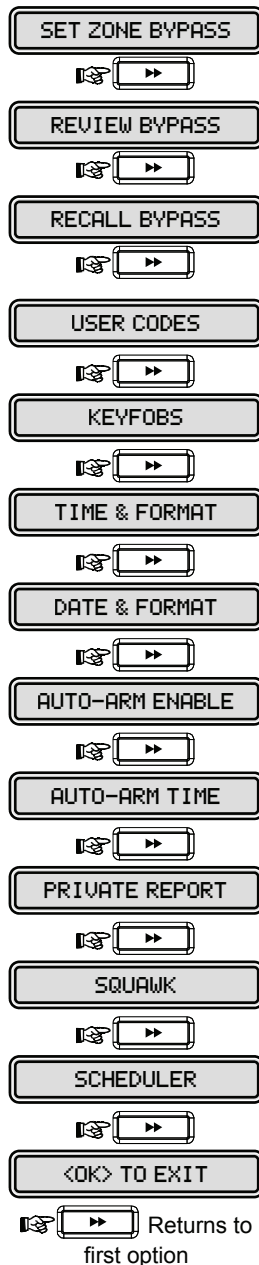 SET ZONE BYPASS
REVIEW BYPASS
RECALL BYPASS
USER CODES
KEYFOBS
TIME & FORMAT
DATE & FORMAT
AUTO-ARM ENABLE
AUTO-ARM TIME
PRIVATE REPORT
SQUAWK
SCHEDULER
<OK> TO EXIT
Returns to
first option